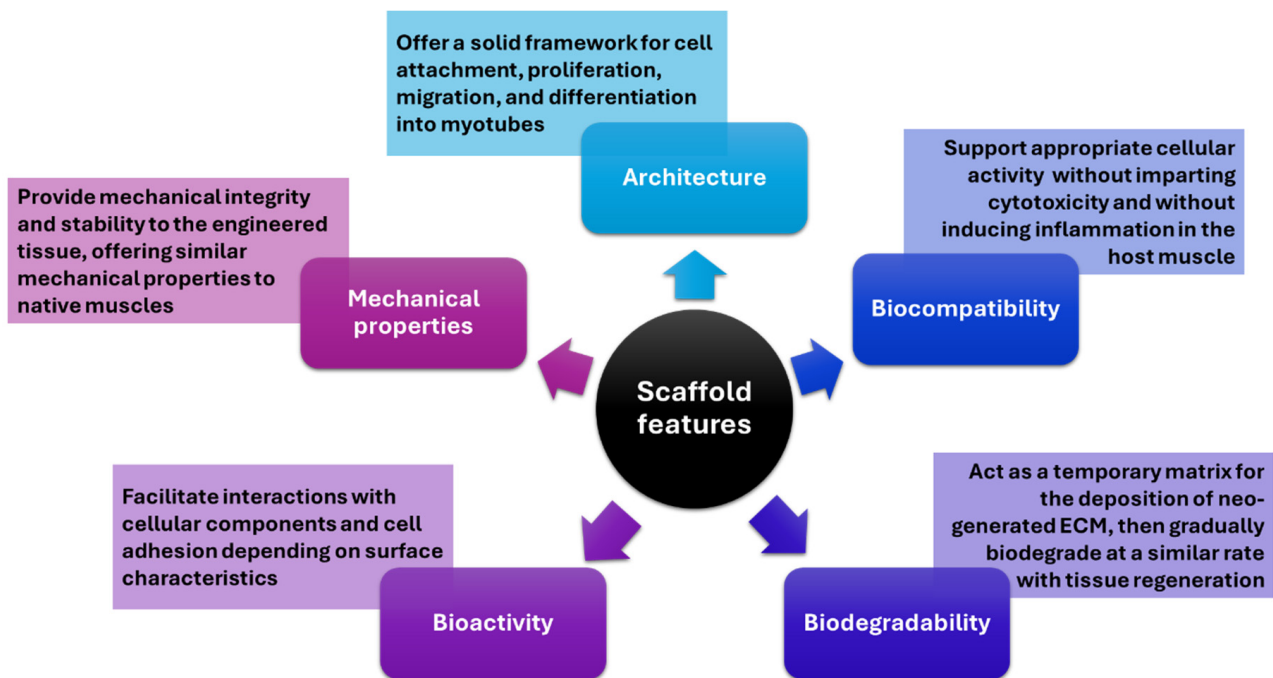 Offer a solid framework for cell
attachment, proliferation,
migration, and differentiation
into myotubes
Architecture
Support appropriate cellular
activity without imparting
cytotoxicity and without
inducing inflammation in the
host muscle
Biocompatibility
Provide mechanical integrity
and stability to the engineered
tissue, offering similar
mechanical properties to
native muscles
Mechanical
properties
Scaffold
features
Facilitate interactions with
cellular components and cell
adhesion depending on surface
characteristics
Bioactivity
Act as a temporary matrix for
the deposition of neo-
generated ECM, then gradually
biodegrade at a similar rate
with tissue regeneration
Biodegradability